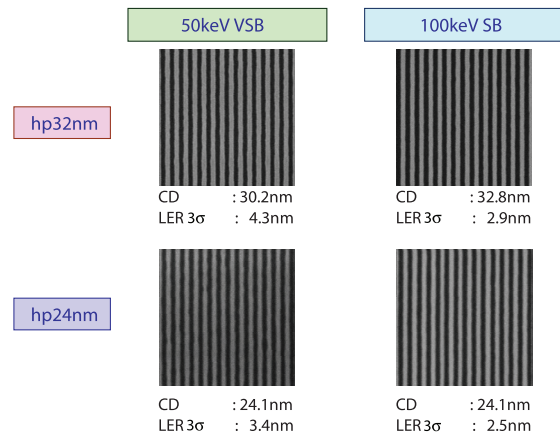 50keV VSB
100keV SB
hp32nm
CD : 30.2nm
LER 3σ : 4.3nm
CD : 32.8nm
LER 3σ : 2.9nm
hp24nm
CD : 24.1nm
LER 3σ : 3.4nm
CD : 24.1nm
LER 3σ : 2.5nm